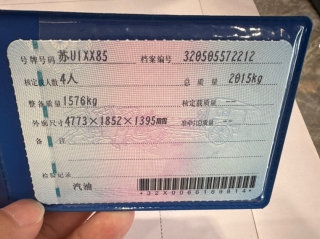 号牌号码 苏U1XX85 档案编号 320505572212
核定载人数 4人 总质量 2015kg
整备质量 1576kg 核定载质量 --
外廓尺寸 4773×1852×1395mm 准牵引总质量 --
备注
检验记录
汽油